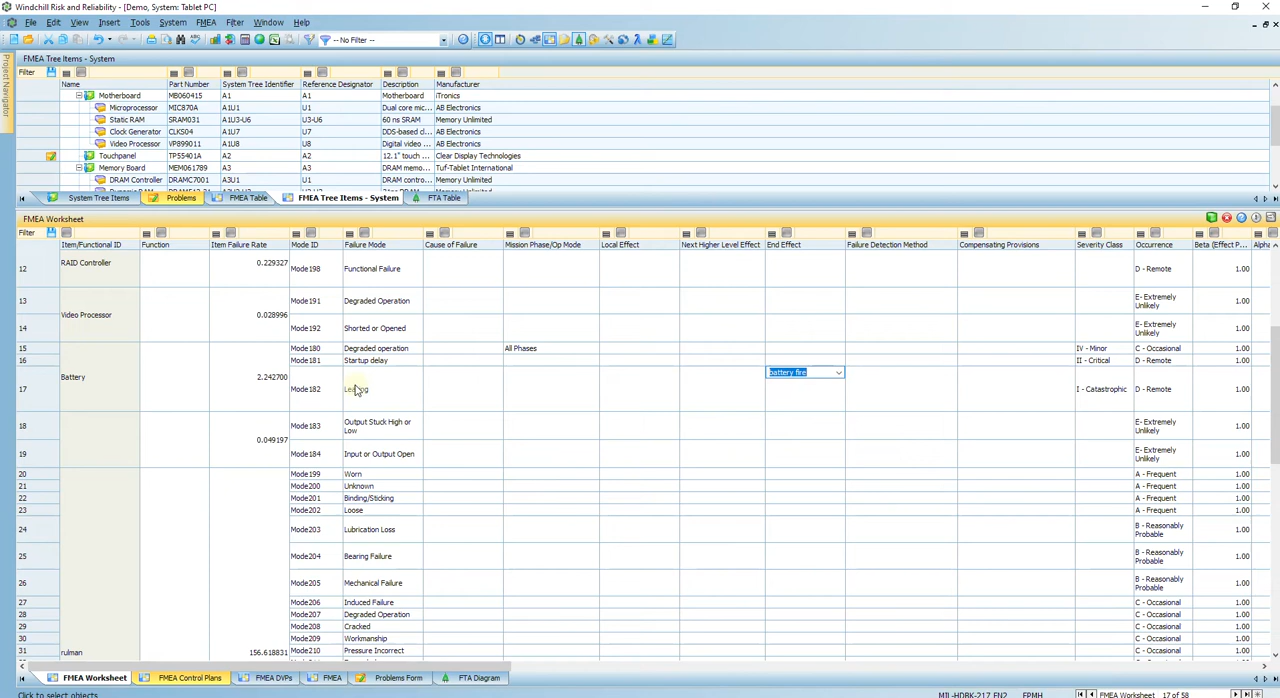 Windchill Risk and Reliability - [Demo, System: Tablet PC]
File Edit View Insert Tools System FMEA Filter Window Help
-- No Filter --
Project Navigator
FMEA Tree Items - System
Filter
Name Part Number System Tree Identifier Reference Designator Description Manufacturer
Motherboard MB060415 A1 A1 Motherboard iTronics
Microprocessor MIC870A A1U1 U1 Dual core mic... AB Electronics
Static RAM SRAM031 A1U3-U6 U3-U6 60 ns SRAM Memory Unlimited
Clock Generator CLKS04 A1U7 U7 DDS-based cl... AB Electronics
Video Processor VP899011 A1U8 U8 Digital video ... AB Electronics
Touchpanel TP55401A A2 A2 12.1" touch ... Clear Display Technologies
Memory Board MEM061789 A3 A3 DRAM memo... Tuf-Tablet International
DRAM Controller DRAMC7001 A3U1 U1 DRAM contro... Memory Unlimited
System Tree Items Problems FMEA Table FMEA Tree Items - System FTA Table
FMEA Worksheet
Filter
Item/Functional ID Function Item Failure Rate Mode ID Failure Mode Cause of Failure Mission Phase/Op Mode Local Effect Next Higher Level Effect End Effect Failure Detection Method Compensating Provisions Severity Class Occurrence Beta (Effect P... Alpha
12 RAID Controller 0.229327 Mode198 Functional Failure D - Remote 1.00
13 Mode191 Degraded Operation E- Extremely Unlikely 1.00
Video Processor 0.028996
14 Mode192 Shorted or Opened E- Extremely Unlikely 1.00
15 Mode180 Degraded operation All Phases IV - Minor C - Occasional 1.00
16 Mode181 Startup delay II - Critical D - Remote 1.00
battery fire
Battery 2.242700
17 Mode182 I - Catastrophic D - Remote 1.00
18 Mode183 Output Stuck High or Low E- Extremely Unlikely 1.00
0.049197
19 Mode184 Input or Output Open E- Extremely Unlikely 1.00
20 Mode199 Worn A - Frequent 1.00
21 Mode200 Unknown A - Frequent 1.00
22 Mode201 Binding/Sticking A - Frequent 1.00
23 Mode202 Loose A - Frequent 1.00
24 Mode203 Lubrication Loss B - Reasonably Probable 1.00
25 Mode204 Bearing Failure B - Reasonably Probable 1.00
26 Mode205 Mechanical Failure B - Reasonably Probable 1.00
27 Mode206 Induced Failure C - Occasional 1.00
28 Mode207 Degraded Operation C - Occasional 1.00
29 Mode208 Cracked C - Occasional 1.00
30 Mode209 Workmanship C - Occasional 1.00
31 rulman 156.618831 Mode210 Pressure Incorrect C - Occasional 1.00
FMEA Worksheet FMEA Control Plans FMEA DVPs FMEA Problems Form FTA Diagram
Click to select objects MIL-HDBK-217 FN2 FPMH FMEA Worksheet 17 of 58